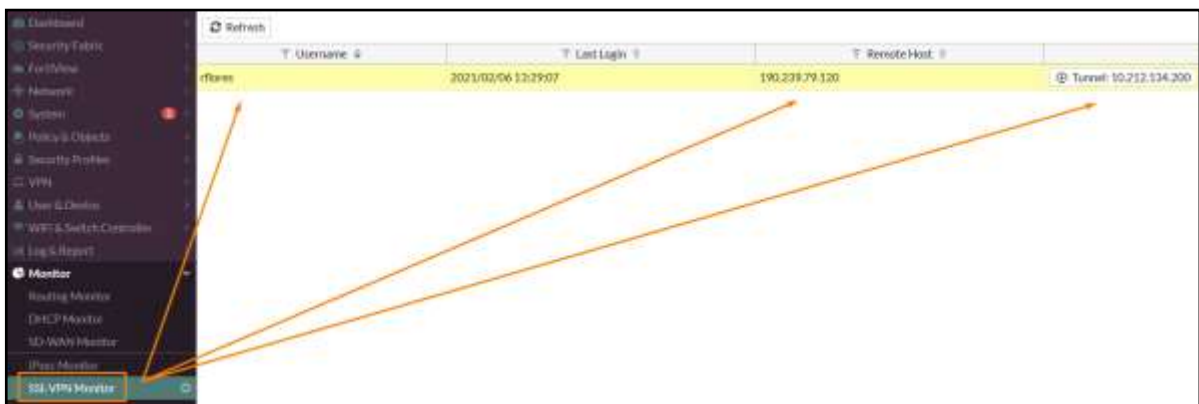 Dashboard
Security Fabric
FortiView
Network
System
Policy & Objects
Security Profiles
VPN
User & Device
WiFi & Switch Controller
Log & Report
Monitor
Routing Monitor
DHCP Monitor
SD-WAN Monitor
IPsec Monitor
SSL VPN Monitor
Refresh
Username Last Login Remote Host
rflores 2021/02/06 13:29:07 190.239.79.120 Tunnel: 10.212.134.200